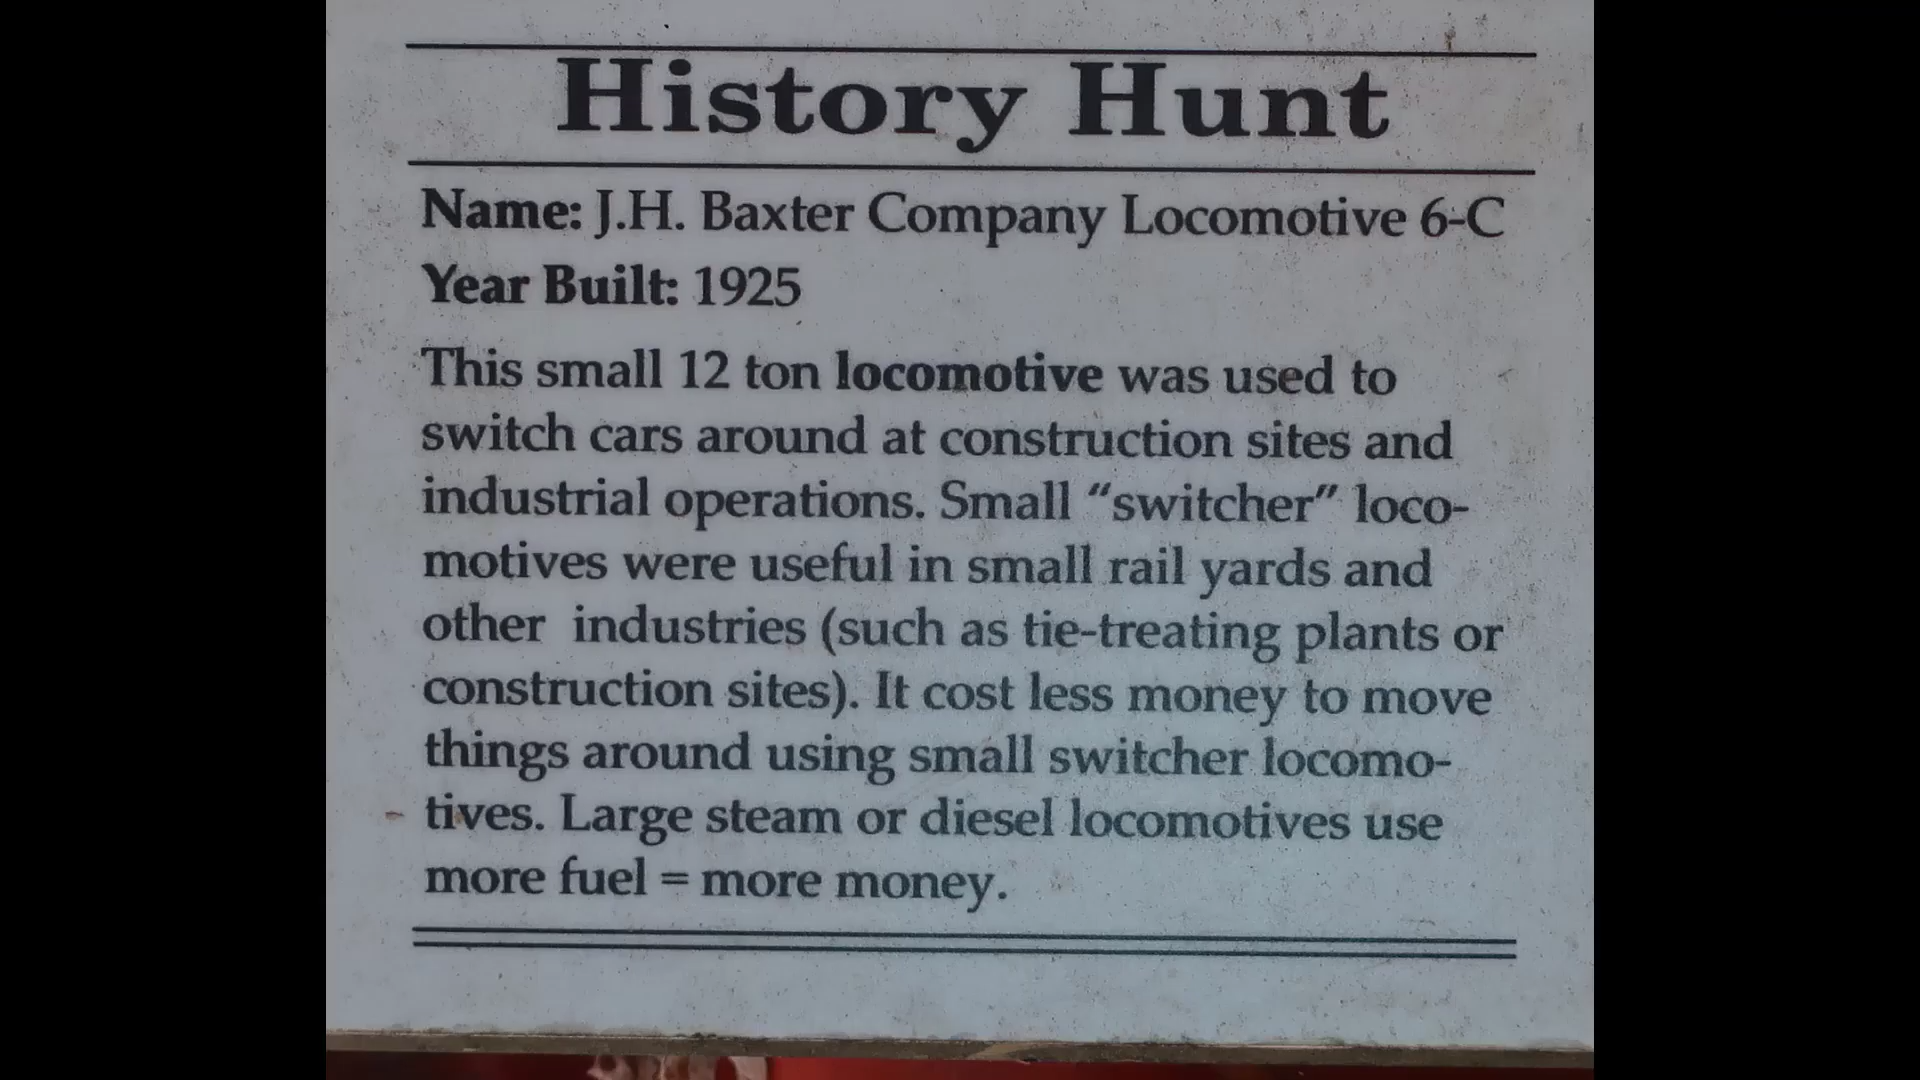 History Hunt
Name: J.H. Baxter Company Locomotive 6-C
Year Built: 1925
This small 12 ton locomotive was used to
switch cars around at construction sites and
industrial operations. Small “switcher” loco-
motives were useful in small rail yards and
other industries (such as tie-treating plants or
construction sites). It cost less money to move
things around using small switcher locomo-
tives. Large steam or diesel locomotives use
more fuel = more money.